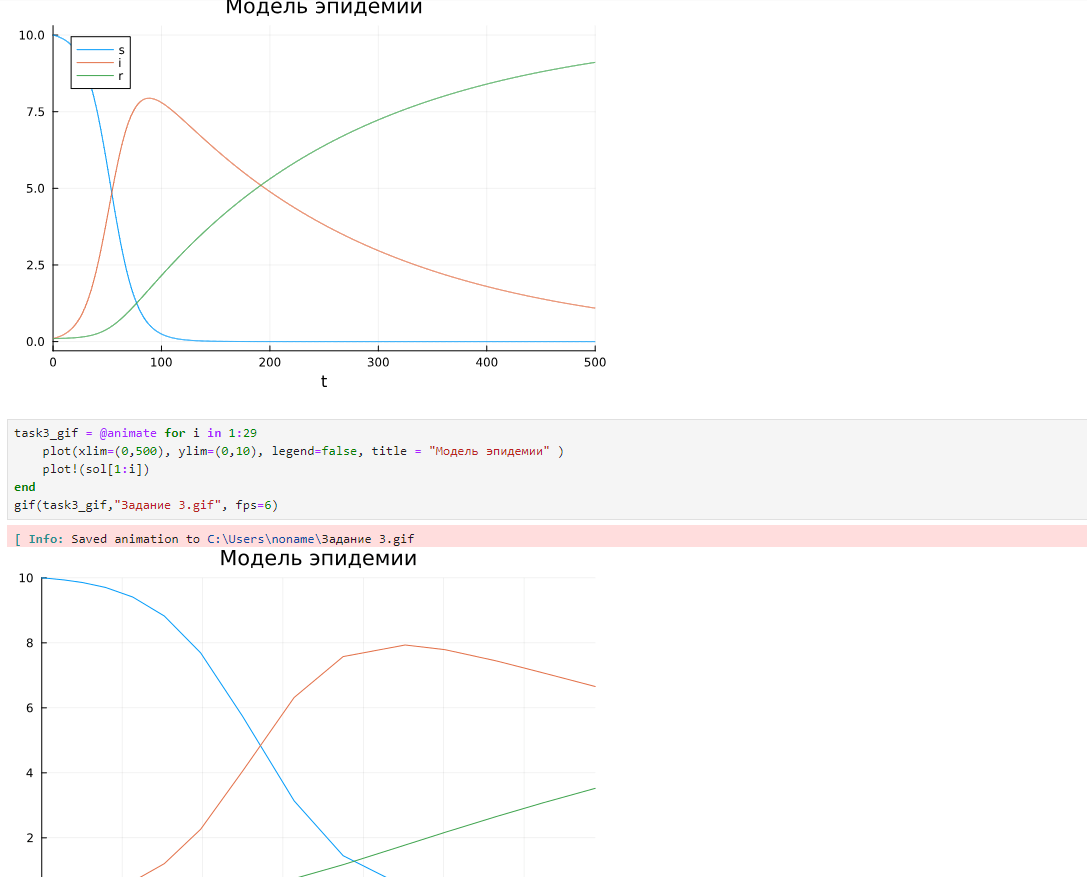 Модель эпидемии
10.0
s
i
r
7.5
5.0
2.5
0.0
0 100 200 300 400 500
t
task3_gif = @animate for i in 1:29
    plot(xlim=(0,500), ylim=(0,10), legend=false, title = "Модель эпидемии" )
    plot!(sol[1:i])
end
gif(task3_gif,"Задание 3.gif", fps=6)
[ Info: Saved animation to C:\Users\noname\Задание 3.gif
Модель эпидемии
10
8
6
4
2